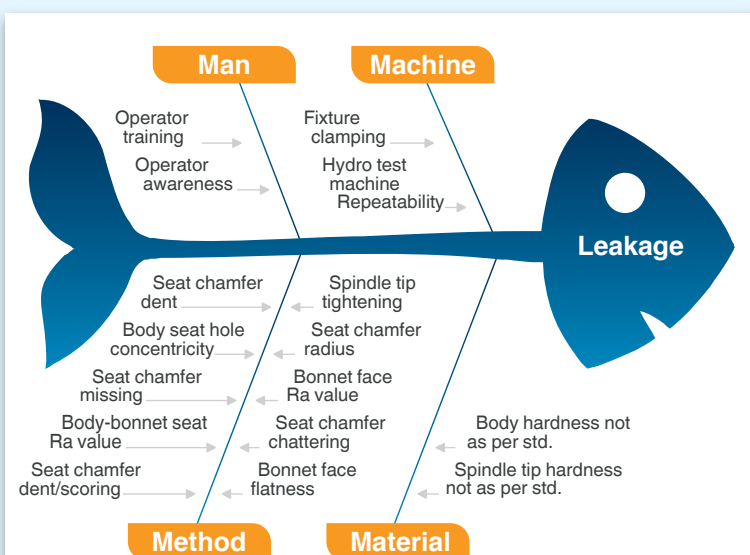 Man
Machine
Operator
training
Operator
awareness
Fixture
clamping
Hydro test
machine
Repeatability
Leakage
Seat chamfer
dent
Body seat hole
concentricity
Seat chamfer
missing
Body-bonnet seat
Ra value
Seat chamfer
dent/scoring
Spindle tip
tightening
Seat chamfer
radius
Bonnet face
Ra value
Seat chamfer
chattering
Bonnet face
flatness
Body hardness not
as per std.
Spindle tip hardness
not as per std.
Method
Material